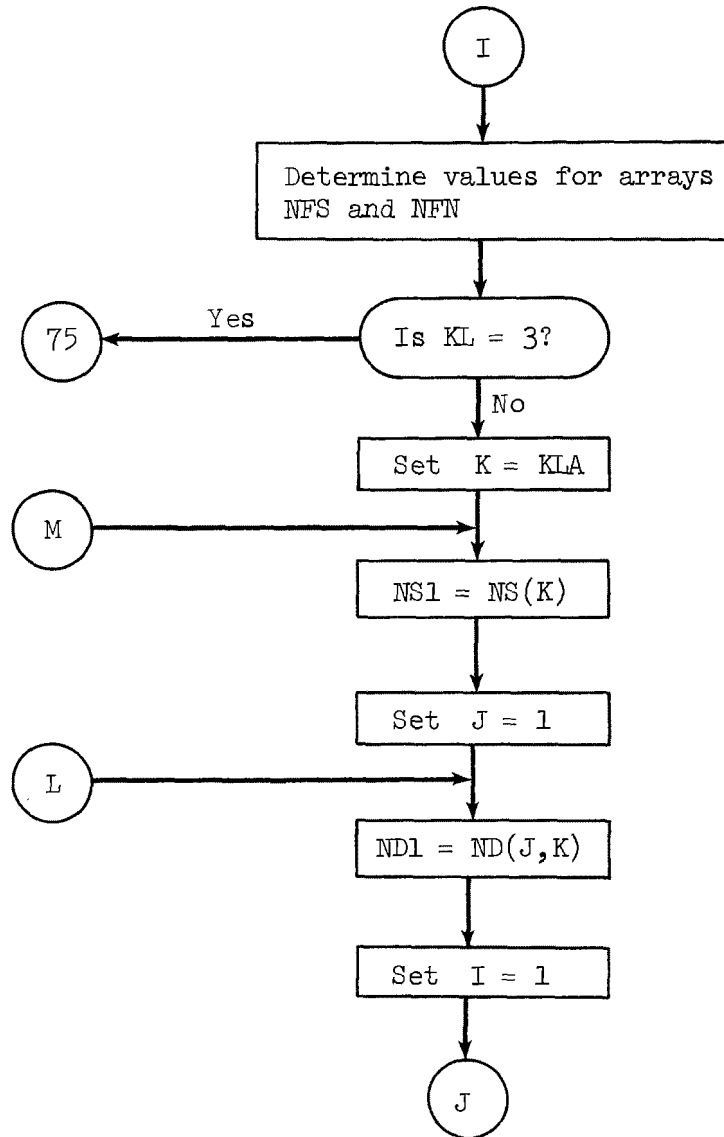 I
Determine values for arrays
NFS and NFN
75
Yes
Is KL = 3?
No
Set K = KLA
M
NS1 = NS(K)
Set J = 1
L
ND1 = ND(J,K)
Set I = 1
J